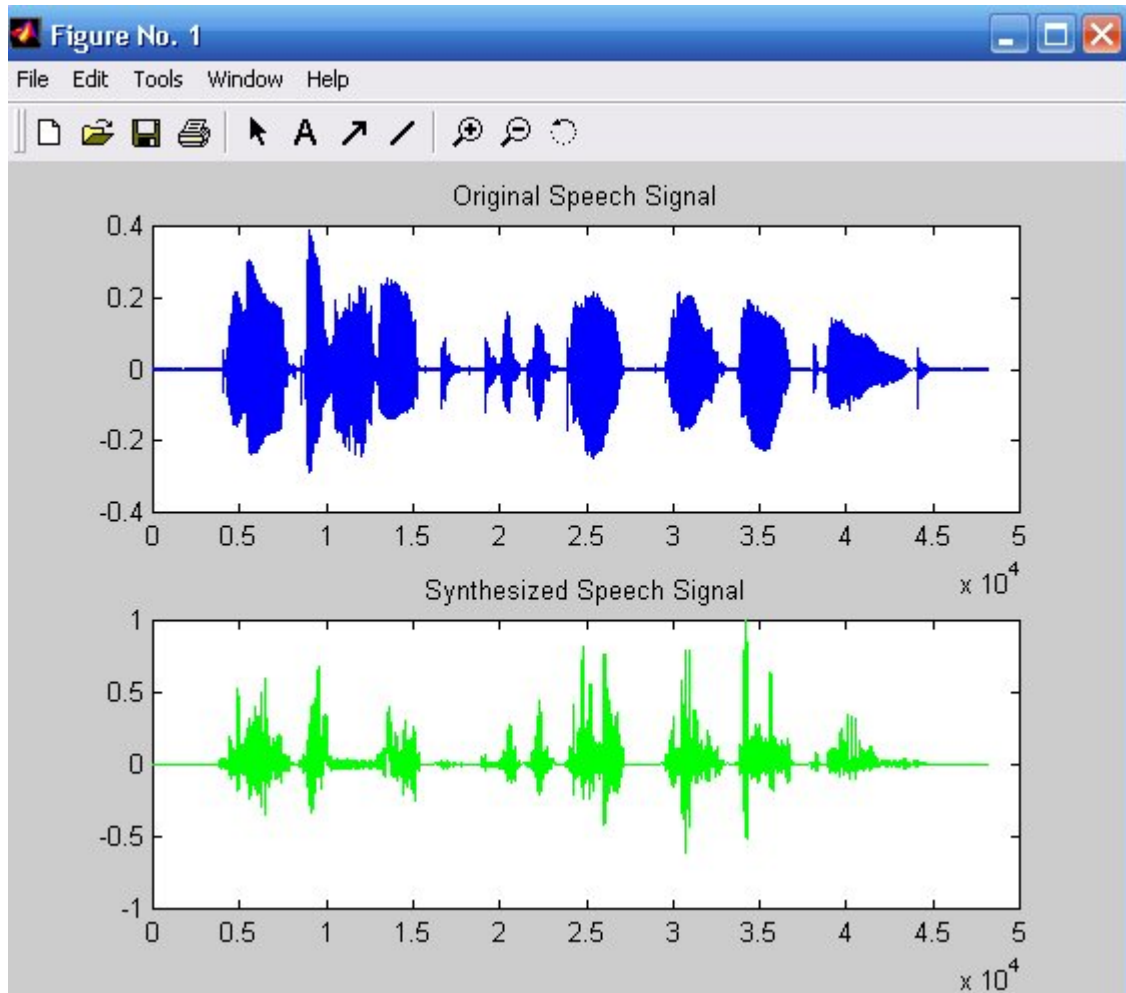 Figure No. 1
File Edit Tools Window Help
A
Original Speech Signal
0.4
0.2
0
-0.2
-0.4
0 0.5 1 1.5 2 2.5 3 3.5 4 4.5 5
x 10^4
Synthesized Speech Signal
1
0.5
0
-0.5
-1
0 0.5 1 1.5 2 2.5 3 3.5 4 4.5 5
x 10^4